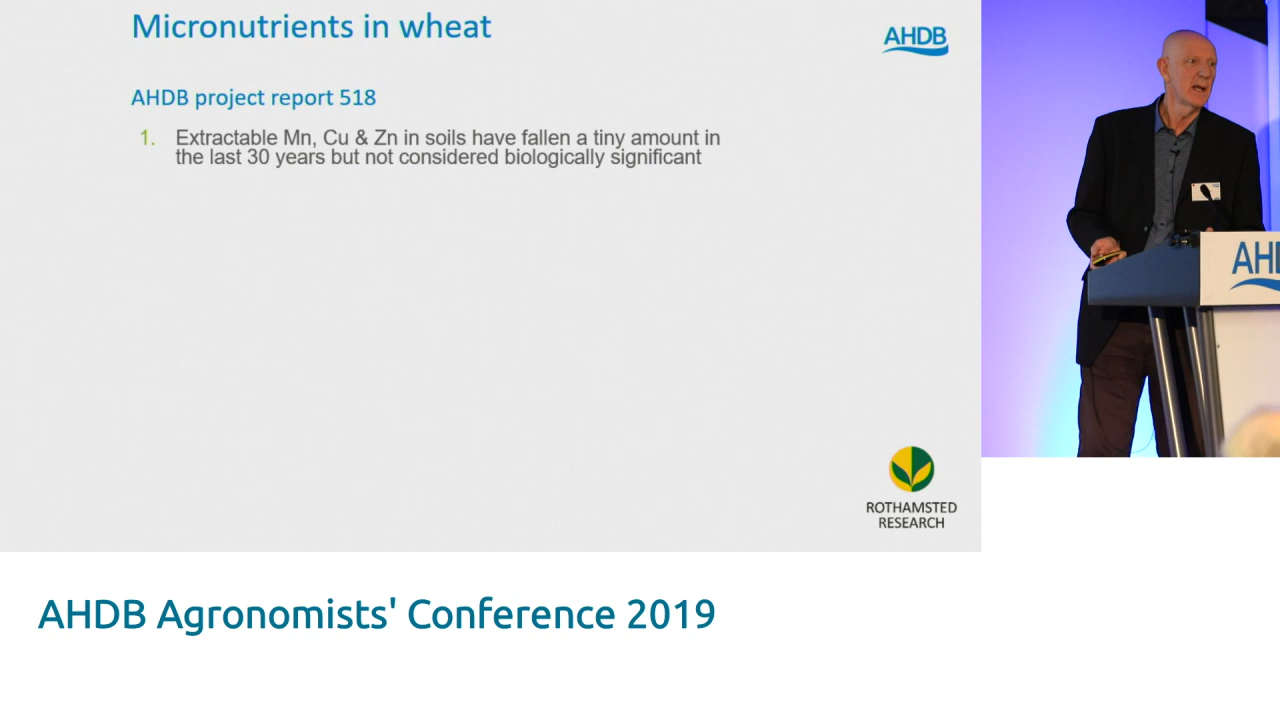 Micronutrients in wheat
AHDB
AHDB project report 518
1. Extractable Mn, Cu & Zn in soils have fallen a tiny amount in
the last 30 years but not considered biologically significant
ROTHAMSTED
RESEARCH
AHDB Agronomists' Conference 2019